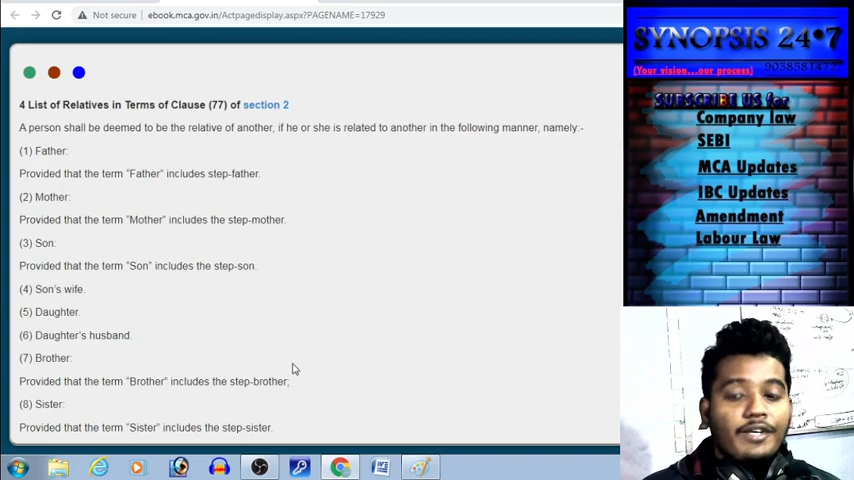 Not secure
ebook.mca.gov.in/Actpagedisplay.aspx?PAGENAME=17929
4 List of Relatives in Terms of Clause (77) of section 2
A person shall be deemed to be the relative of another, if he or she is related to another in the following manner, namely:-
(1) Father:
Provided that the term "Father" includes step-father.
(2) Mother:
Provided that the term "Mother" includes the step-mother.
(3) Son:
Provided that the term "Son" includes the step-son.
(4) Son's wife.
(5) Daughter.
(6) Daughter's husband.
(7) Brother:
Provided that the term "Brother" includes the step-brother;
(8) Sister:
Provided that the term "Sister" includes the step-sister.
SYNOPSIS 24*7
(Your vision...our process)
9038581472
SUBSCRIBE US for
Company law
SEBI
MCA Updates
IBC Updates
Amendment
Labour Law